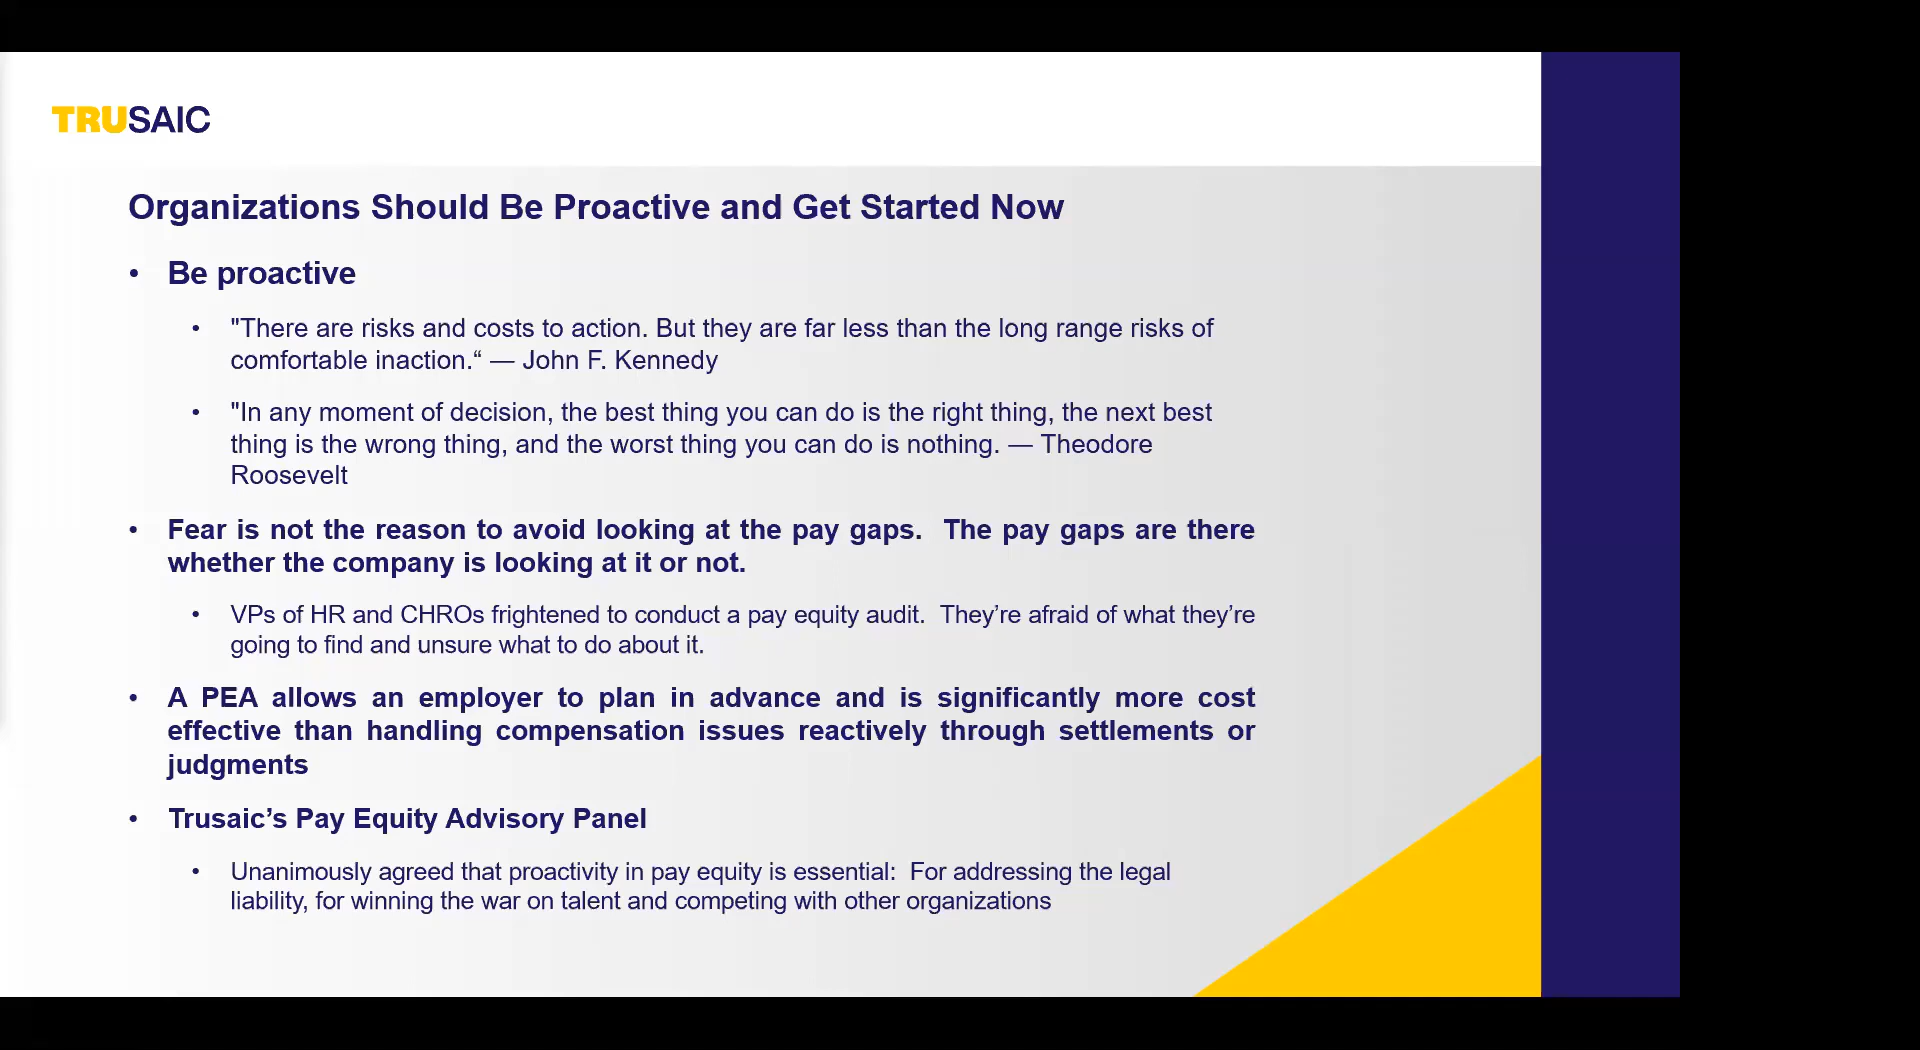 TRUSAIC
Organizations Should Be Proactive and Get Started Now
• Be proactive
• "There are risks and costs to action. But they are far less than the long range risks of
comfortable inaction.“ — John F. Kennedy
• "In any moment of decision, the best thing you can do is the right thing, the next best
thing is the wrong thing, and the worst thing you can do is nothing. — Theodore
Roosevelt
• Fear is not the reason to avoid looking at the pay gaps.  The pay gaps are there
whether the company is looking at it or not.
• VPs of HR and CHROs frightened to conduct a pay equity audit.  They’re afraid of what they’re
going to find and unsure what to do about it.
• A PEA allows an employer to plan in advance and is significantly more cost
effective than handling compensation issues reactively through settlements or
judgments
• Trusaic’s Pay Equity Advisory Panel
• Unanimously agreed that proactivity in pay equity is essential:  For addressing the legal
liability, for winning the war on talent and competing with other organizations